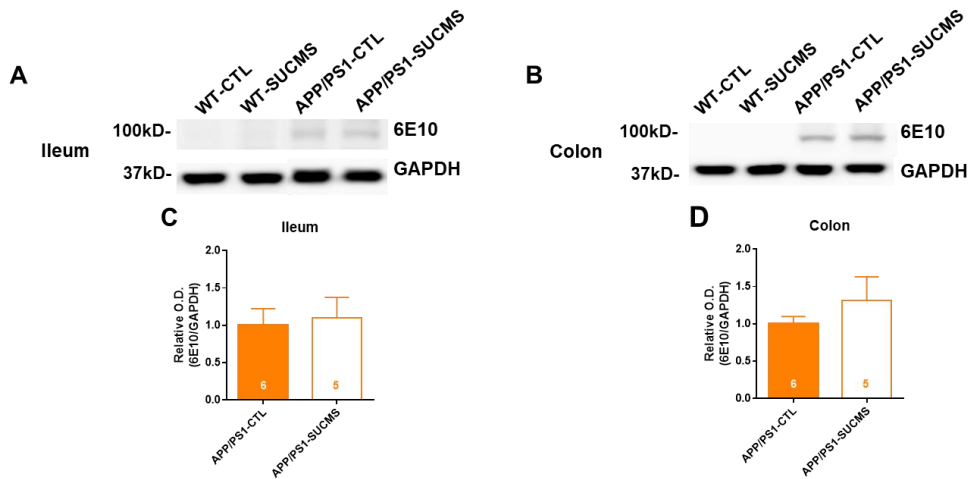 A
WT-CTL
WT-SUCMS
APP/PS1-CTL
APP/PS1-SUCMS
Ileum
100kD-
6E10
37kD-
GAPDH
B
WT-CTL
WT-SUCMS
APP/PS1-CTL
APP/PS1-SUCMS
Colon
100kD-
6E10
37kD-
GAPDH
C
Ileum
Relative O.D.
(6E10/GAPDH)
2.0
1.5
1.0
0.5
0.0
6
5
APP/PS1-CTL
APP/PS1-SUCMS
D
Colon
Relative O.D.
(6E10/GAPDH)
2.0
1.5
1.0
0.5
0.0
6
5
APP/PS1-CTL
APP/PS1-SUCMS